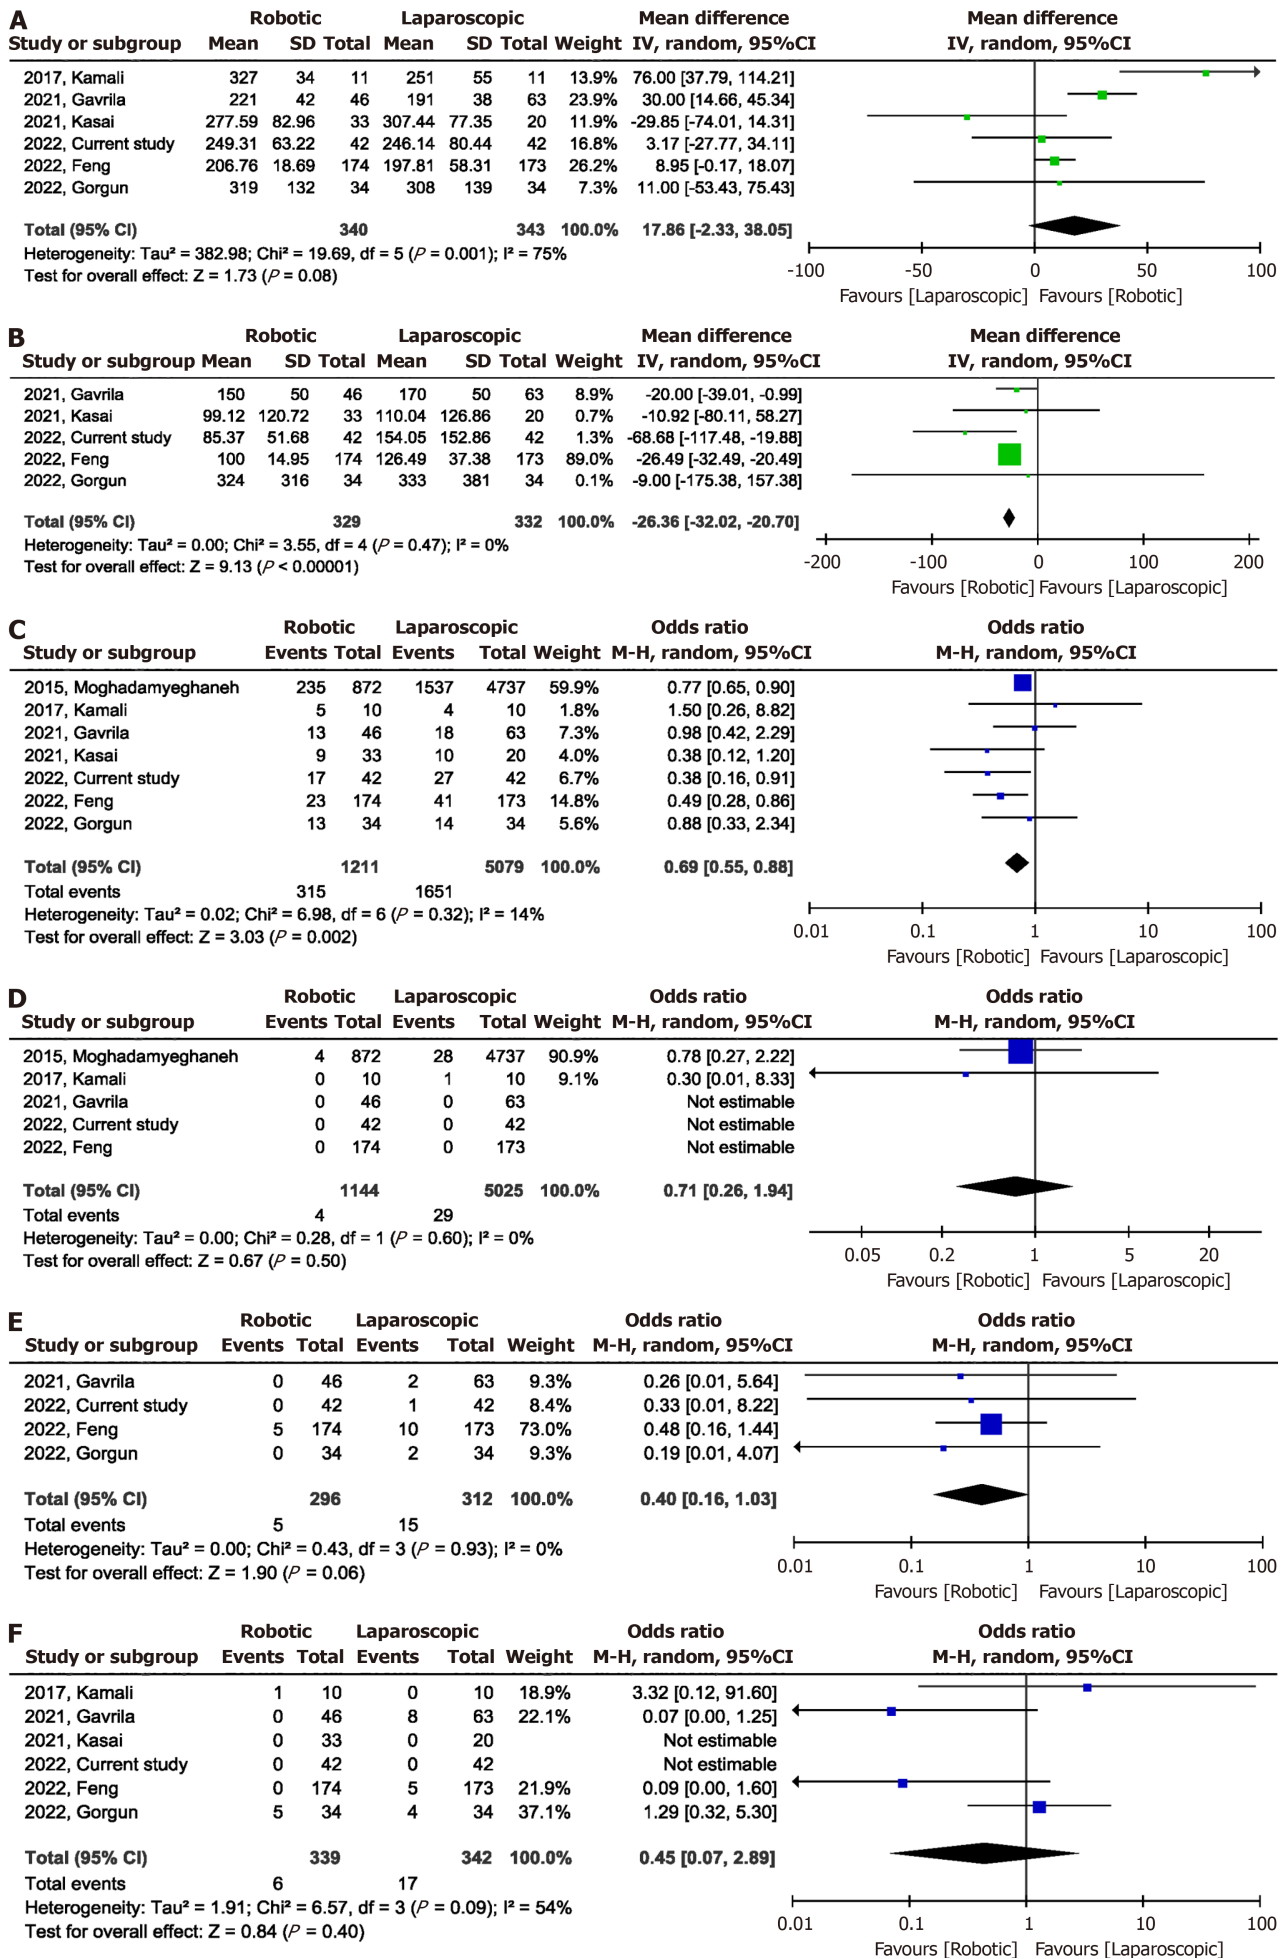 A Robotic Laparoscopic Mean difference Mean difference
Study or subgroup Mean SD Total Mean SD Total Weight IV, random, 95%CI IV, random, 95%CI
2017, Kamali 327 34 11 251 55 11 13.9% 76.00 [37.79, 114.21]
2021, Gavrila 221 42 46 191 38 63 23.9% 30.00 [14.66, 45.34]
2021, Kasai 277.59 82.96 33 307.44 77.35 20 11.9% -29.85 [-74.01, 14.31]
2022, Current study 249.31 63.22 42 246.14 80.44 42 16.8% 3.17 [-27.77, 34.11]
2022, Feng 206.76 18.69 174 197.81 58.31 173 26.2% 8.95 [-0.17, 18.07]
2022, Gorgun 319 132 34 308 139 34 7.3% 11.00 [-53.43, 75.43]
Total (95% CI) 340 343 100.0% 17.86 [-2.33, 38.05]
Heterogeneity: Tau² = 382.98; Chi² = 19.69, df = 5 (P = 0.001); I² = 75%
Test for overall effect: Z = 1.73 (P = 0.08)
-100 -50 0 50 100
Favours [Laparoscopic] Favours [Robotic]
B Robotic Laparoscopic Mean difference Mean difference
Study or subgroup Mean SD Total Mean SD Total Weight IV, random, 95%CI IV, random, 95%CI
2021, Gavrila 150 50 46 170 50 63 8.9% -20.00 [-39.01, -0.99]
2021, Kasai 99.12 120.72 33 110.04 126.86 20 0.7% -10.92 [-80.11, 58.27]
2022, Current study 85.37 51.68 42 154.05 152.86 42 1.3% -68.68 [-117.48, -19.88]
2022, Feng 100 14.95 174 126.49 37.38 173 89.0% -26.49 [-32.49, -20.49]
2022, Gorgun 324 316 34 333 381 34 0.1% -9.00 [-175.38, 157.38]
Total (95% CI) 329 332 100.0% -26.36 [-32.02, -20.70]
Heterogeneity: Tau² = 0.00; Chi² = 3.55, df = 4 (P = 0.47); I² = 0%
Test for overall effect: Z = 9.13 (P < 0.00001)
-200 -100 0 100 200
Favours [Robotic] Favours [Laparoscopic]
C Robotic Laparoscopic Odds ratio Odds ratio
Study or subgroup Events Total Events Total Weight M-H, random, 95%CI M-H, random, 95%CI
2015, Moghadamyeghaneh 235 872 1537 4737 59.9% 0.77 [0.65, 0.90]
2017, Kamali 5 10 4 10 1.8% 1.50 [0.26, 8.82]
2021, Gavrila 13 46 18 63 7.3% 0.98 [0.42, 2.29]
2021, Kasai 9 33 10 20 4.0% 0.38 [0.12, 1.20]
2022, Current study 17 42 27 42 6.7% 0.38 [0.16, 0.91]
2022, Feng 23 174 41 173 14.8% 0.49 [0.28, 0.86]
2022, Gorgun 13 34 14 34 5.6% 0.88 [0.33, 2.34]
Total (95% CI) 1211 5079 100.0% 0.69 [0.55, 0.88]
Total events 315 1651
Heterogeneity: Tau² = 0.02; Chi² = 6.98, df = 6 (P = 0.32); I² = 14%
Test for overall effect: Z = 3.03 (P = 0.002)
0.01 0.1 1 10 100
Favours [Robotic] Favours [Laparoscopic]
D Robotic Laparoscopic Odds ratio Odds ratio
Study or subgroup Events Total Events Total Weight M-H, random, 95%CI M-H, random, 95%CI
2015, Moghadamyeghaneh 4 872 28 4737 90.9% 0.78 [0.27, 2.22]
2017, Kamali 0 10 1 10 9.1% 0.30 [0.01, 8.33]
2021, Gavrila 0 46 0 63 Not estimable
2022, Current study 0 42 0 42 Not estimable
2022, Feng 0 174 0 173 Not estimable
Total (95% CI) 1144 5025 100.0% 0.71 [0.26, 1.94]
Total events 4 29
Heterogeneity: Tau² = 0.00; Chi² = 0.28, df = 1 (P = 0.60); I² = 0%
Test for overall effect: Z = 0.67 (P = 0.50)
0.05 0.2 1 5 20
Favours [Robotic] Favours [Laparoscopic]
E Robotic Laparoscopic Odds ratio Odds ratio
Study or subgroup Events Total Events Total Weight M-H, random, 95%CI M-H, random, 95%CI
2021, Gavrila 0 46 2 63 9.3% 0.26 [0.01, 5.64]
2022, Current study 0 42 1 42 8.4% 0.33 [0.01, 8.22]
2022, Feng 5 174 10 173 73.0% 0.48 [0.16, 1.44]
2022, Gorgun 0 34 2 34 9.3% 0.19 [0.01, 4.07]
Total (95% CI) 296 312 100.0% 0.40 [0.16, 1.03]
Total events 5 15
Heterogeneity: Tau² = 0.00; Chi² = 0.43, df = 3 (P = 0.93); I² = 0%
Test for overall effect: Z = 1.90 (P = 0.06)
0.01 0.1 1 10 100
Favours [Robotic] Favours [Laparoscopic]
F Robotic Laparoscopic Odds ratio Odds ratio
Study or subgroup Events Total Events Total Weight M-H, random, 95%CI M-H, random, 95%CI
2017, Kamali 1 10 0 10 18.9% 3.32 [0.12, 91.60]
2021, Gavrila 0 46 8 63 22.1% 0.07 [0.00, 1.25]
2021, Kasai 0 33 0 20 Not estimable
2022, Current study 0 42 0 42 Not estimable
2022, Feng 0 174 5 173 21.9% 0.09 [0.00, 1.60]
2022, Gorgun 5 34 4 34 37.1% 1.29 [0.32, 5.30]
Total (95% CI) 339 342 100.0% 0.45 [0.07, 2.89]
Total events 6 17
Heterogeneity: Tau² = 1.91; Chi² = 6.57, df = 3 (P = 0.09); I² = 54%
Test for overall effect: Z = 0.84 (P = 0.40)
0.01 0.1 1 10 100
Favours [Robotic] Favours [Laparoscopic]